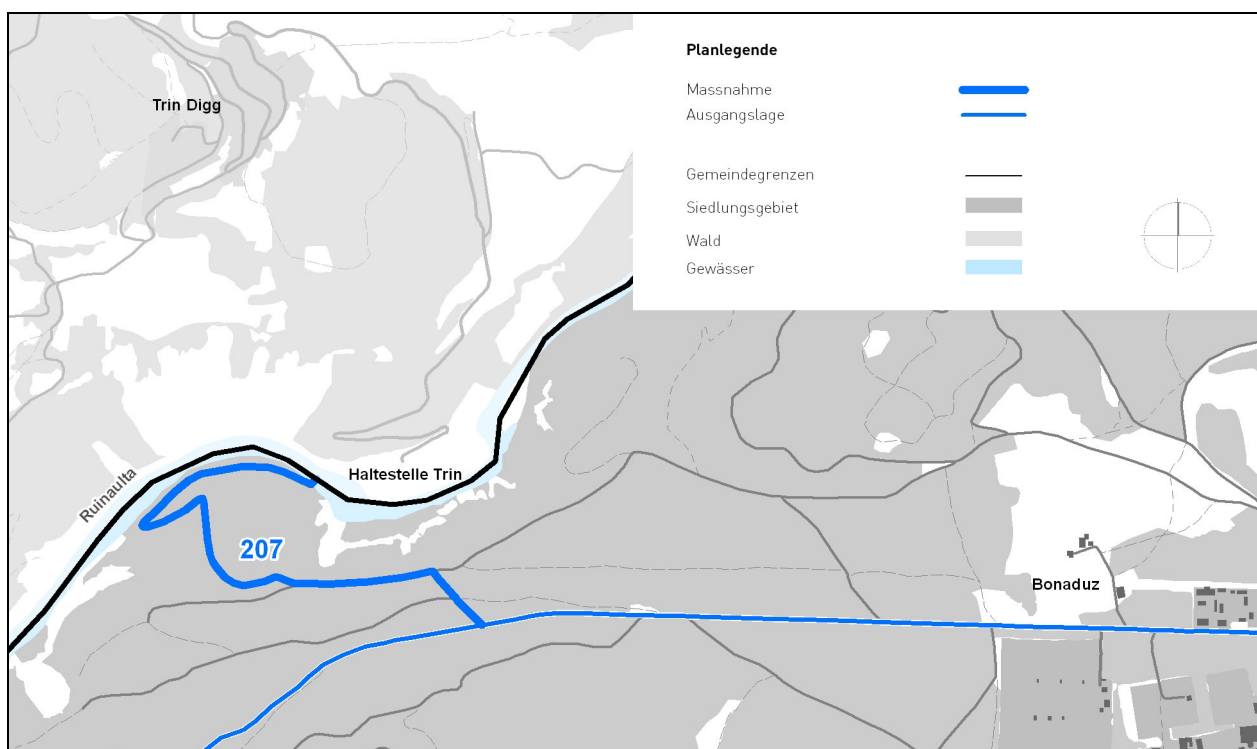 Planlegende
Massnahme
Ausgangslage
Gemeindegrenzen
Siedlungsgebiet
Wald
Gewässer
Trin Digg
Ruinaulta
Haltestelle Trin
207
Bonaduz